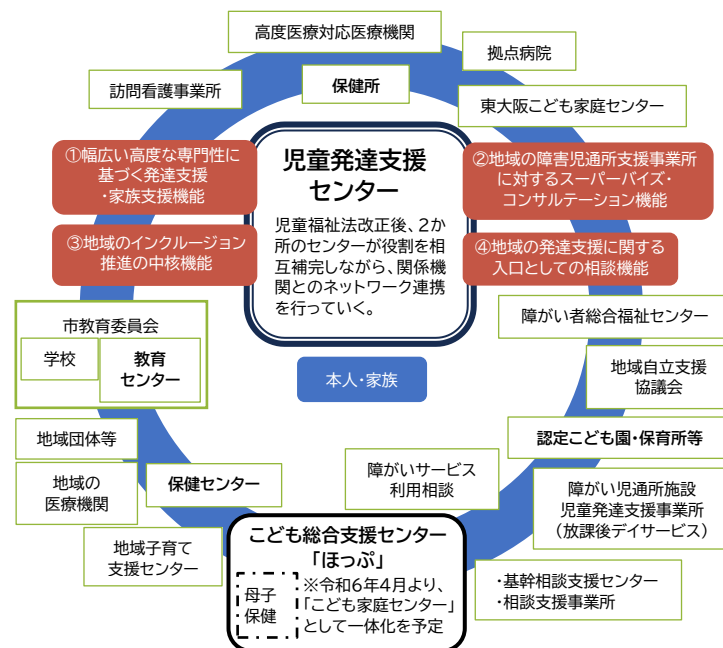 高度医療対応医療機関
拠点病院
訪問看護事業所
保健所
東大阪こども家庭センター
①幅広い高度な専門性に
基づく発達支援
・家族支援機能
児童発達支援
センター
児童福祉法改正後、2か
所のセンターが役割を相
互補完しながら、関係機
関とのネットワーク連携
を行っていく。
②地域の障害児通所支援事業所
に対するスーパーバイズ・
コンサルテーション機能
③地域のインクルージョン
推進の中核機能
④地域の発達支援に関する
入口としての相談機能
市教育委員会
学校
教育
センター
本人・家族
障がい者総合福祉センター
地域自立支援
協議会
地域団体等
認定こども園・保育所等
地域の
医療機関
保健センター
障がいサービス
利用相談
障がい児通所施設
児童発達支援事業所
（放課後デイサービス）
地域子育て
支援センター
こども総合支援センター
「ほっぷ」
母子
保健
※令和6年4月より、
「こども家庭センター」
として一体化を予定
・基幹相談支援センター
・相談支援事業所